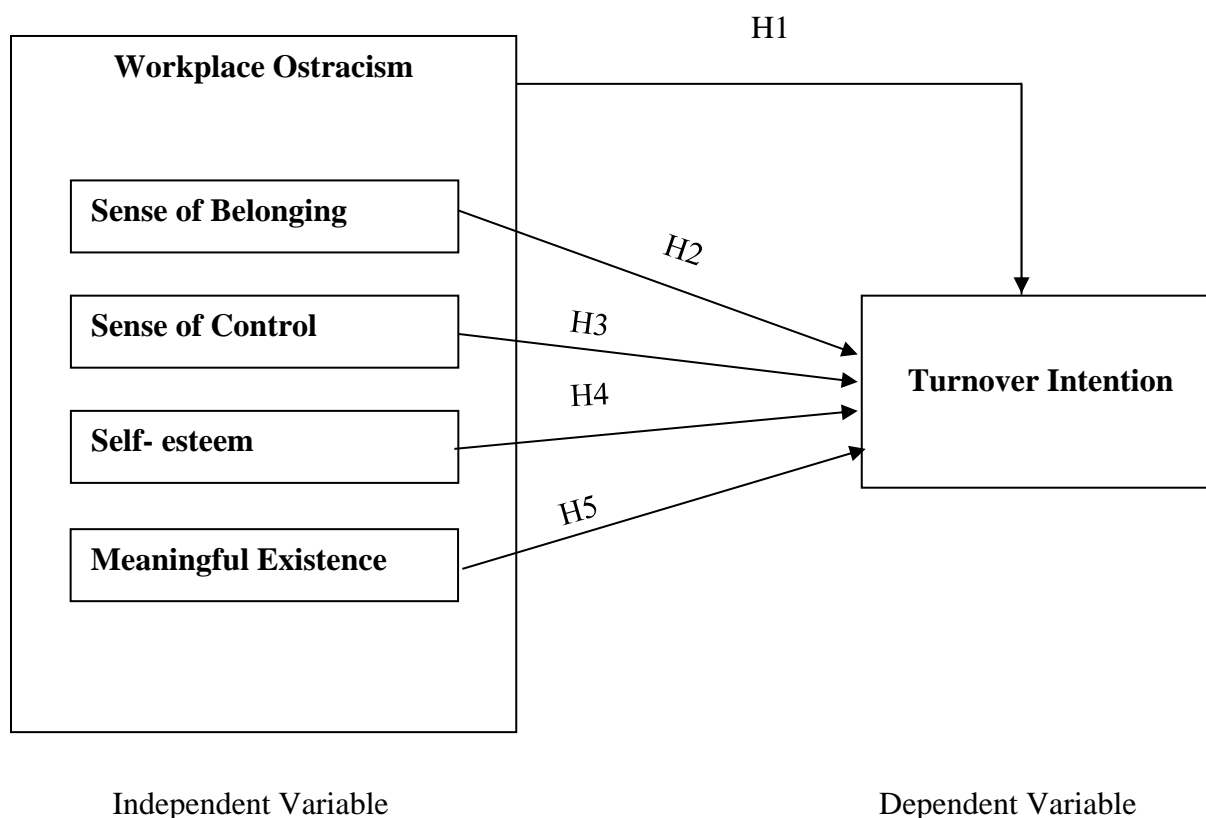 H1
Workplace Ostracism
Sense of Belonging
H2
Sense of Control
H3
Turnover Intention
Self- esteem
H4
Meaningful Existence
H5
Independent Variable
Dependent Variable